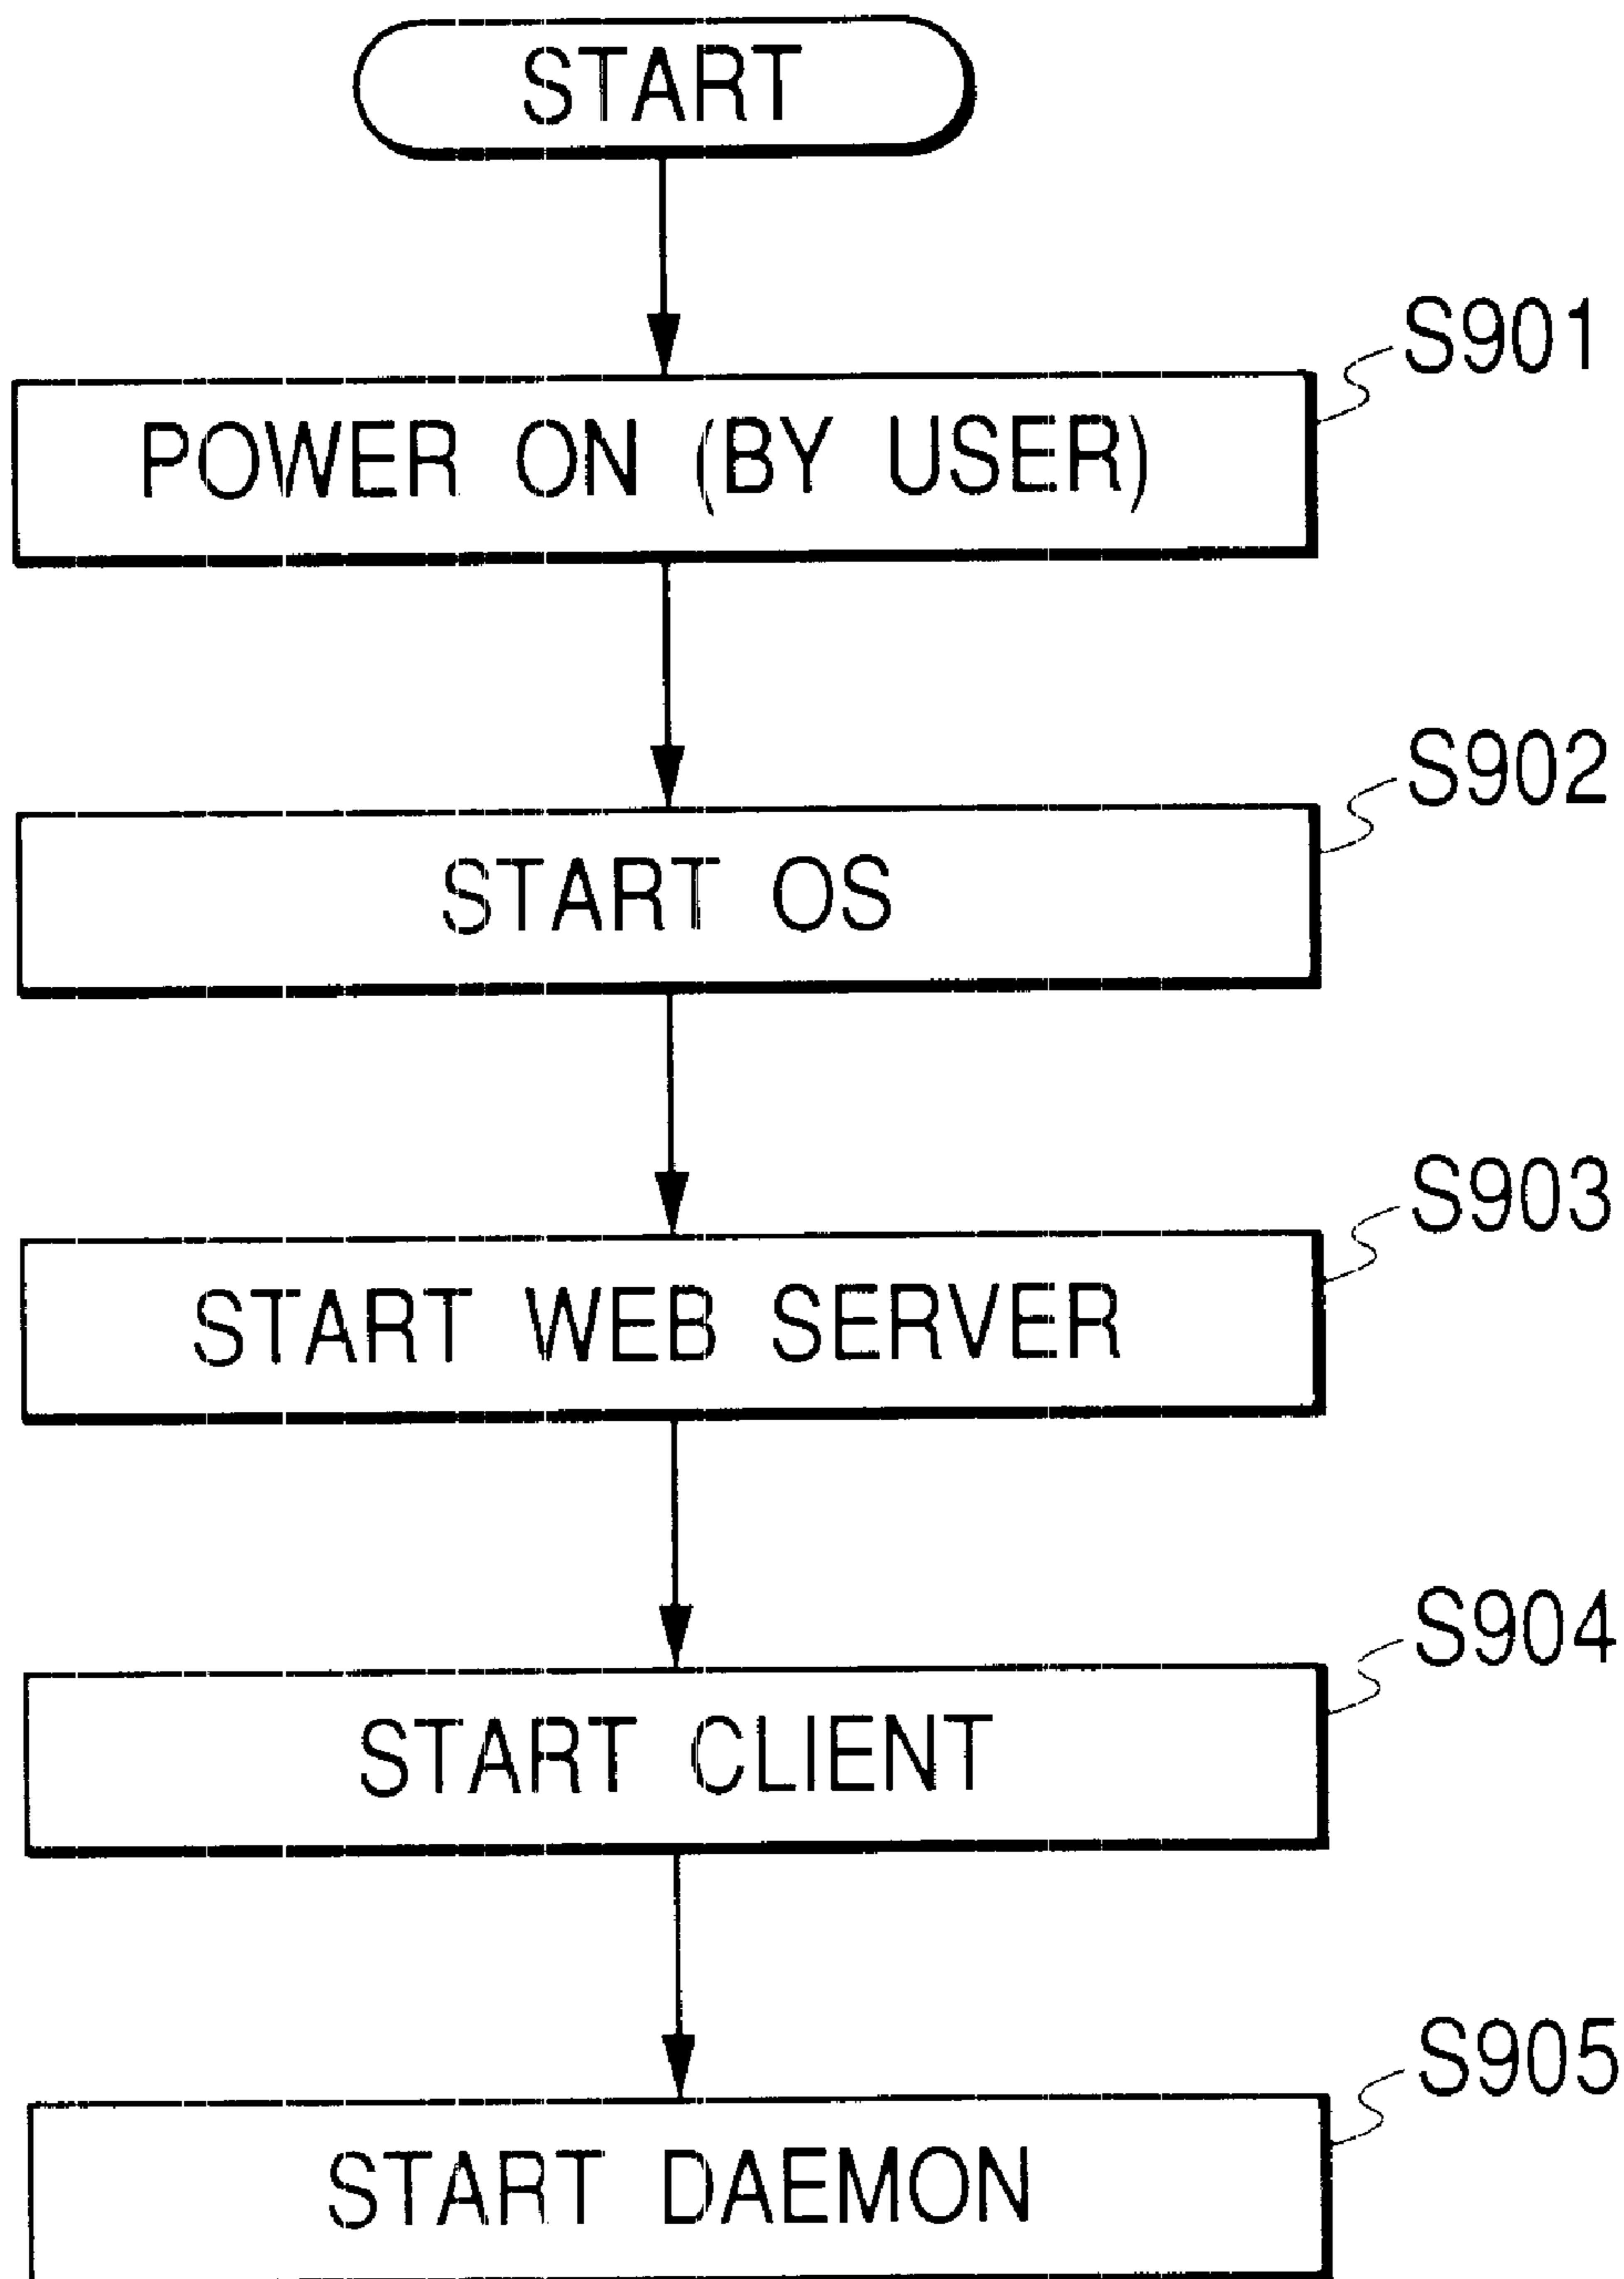 START
S901
POWER ON (BY USER)
S902
START OS
S903
START WEB SERVER
S904
START CLIENT
S905
START DAEMON